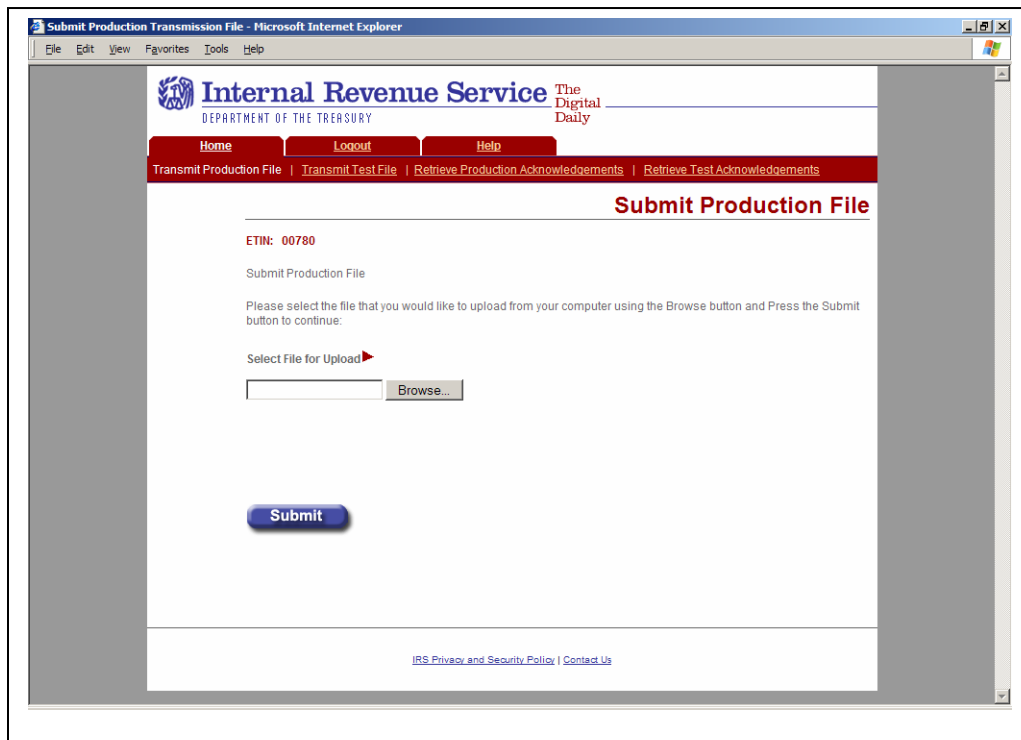 Submit Production Transmission File - Microsoft Internet Explorer
File Edit View Favorites Tools Help
Internal Revenue Service
DEPARTMENT OF THE TREASURY
The
Digital
Daily
Home Logout Help
Transmit Production File | Transmit Test File | Retrieve Production Acknowledgements | Retrieve Test Acknowledgements
Submit Production File
ETIN: 00780
Submit Production File
Please select the file that you would like to upload from your computer using the Browse button and Press the Submit
button to continue:
Select File for Upload
Browse...
Submit
IRS Privacy and Security Policy | Contact Us